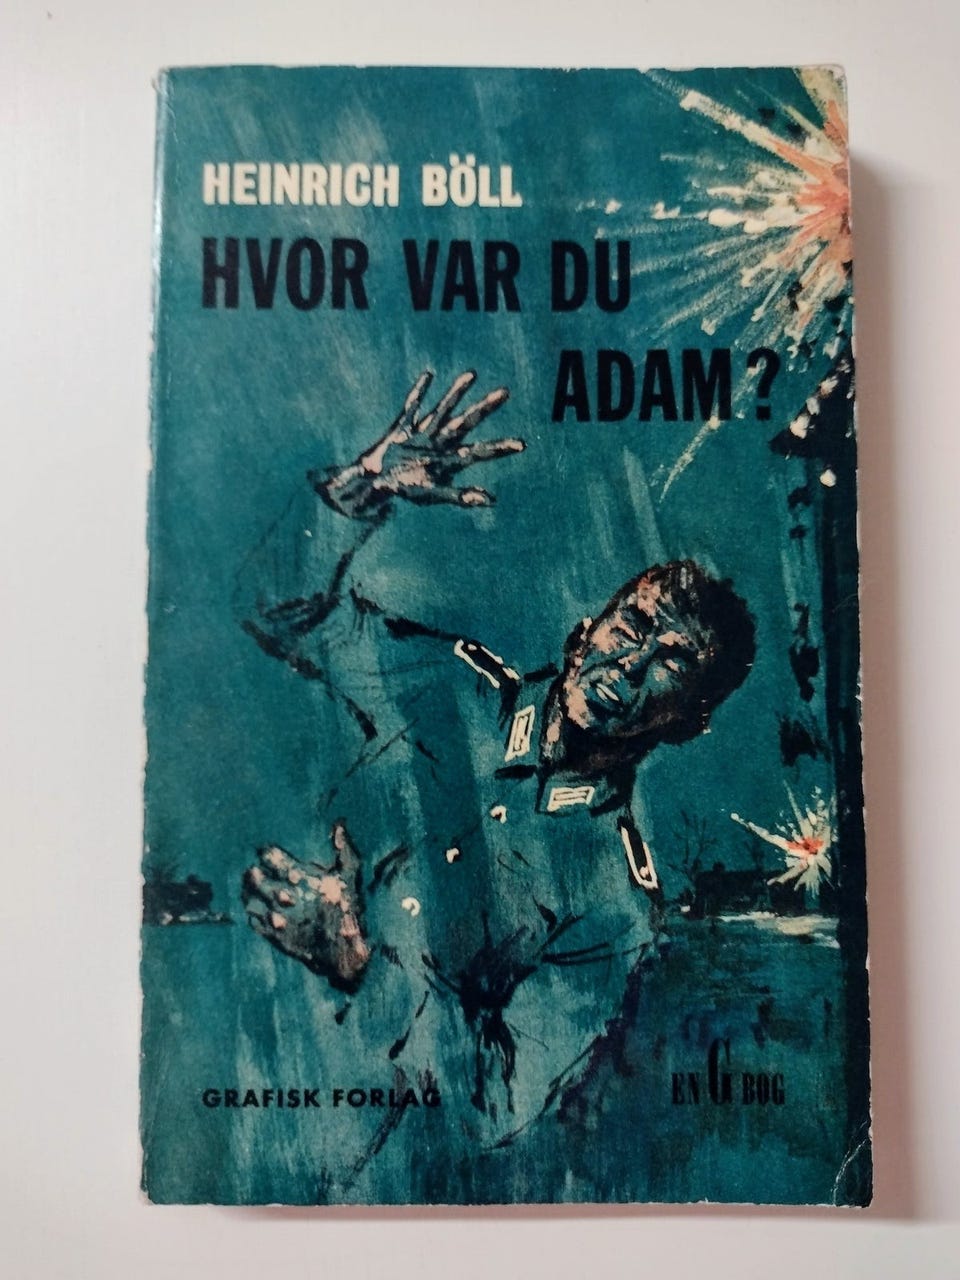 HEINRICH BÖLL
HVOR VAR DU
ADAM?
GRAFISK FORLAG
EN G BOG